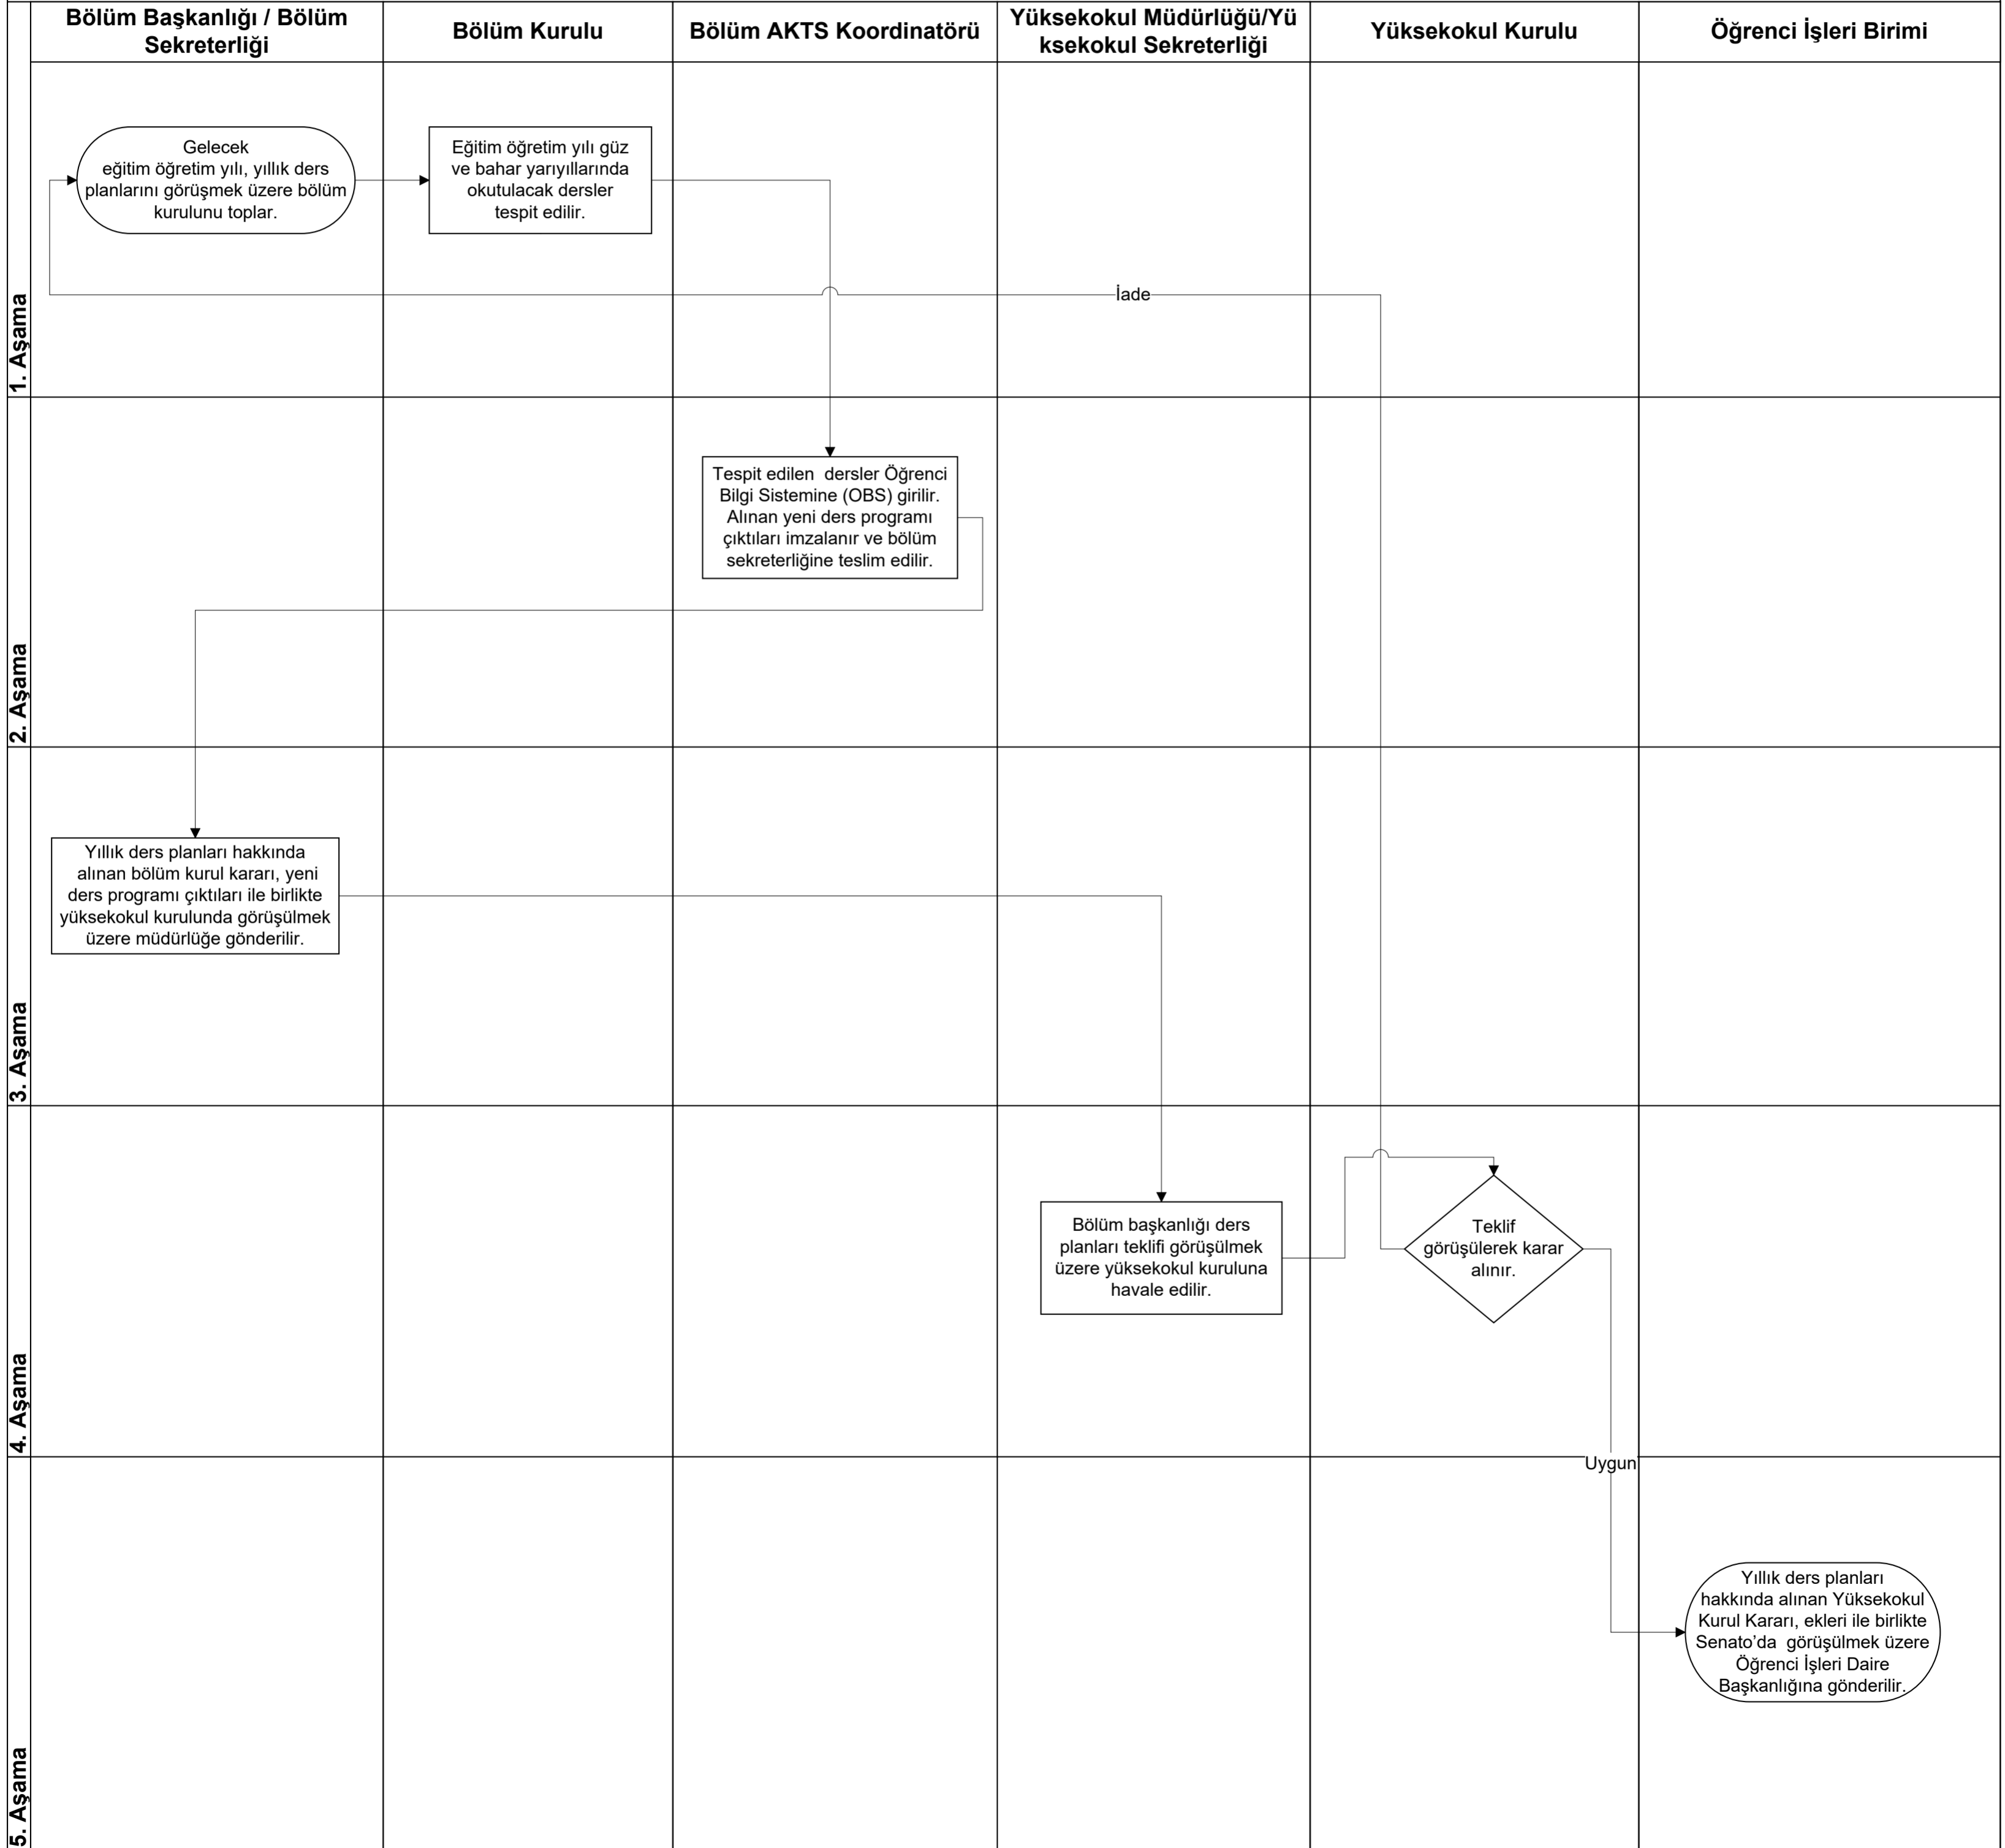 Bölüm Başkanlığı / Bölüm
Sekreterliği
Bölüm Kurulu
Bölüm AKTS Koordinatörü
Yüksekokul Müdürlüğü/Yü
ksekokul Sekreterliği
Yüksekokul Kurulu
Öğrenci İşleri Birimi
1. Aşama
Gelecek
eğitim öğretim yılı, yıllık ders
planlarını görüşmek üzere bölüm
kurulunu toplar.
Eğitim öğretim yılı güz
ve bahar yarıyıllarında
okutulacak dersler
tespit edilir.
İade
2. Aşama
Tespit edilen  dersler Öğrenci
Bilgi Sistemine (OBS) girilir.
Alınan yeni ders programı
çıktıları imzalanır ve bölüm
sekreterliğine teslim edilir.
3. Aşama
Yıllık ders planları hakkında
alınan bölüm kurul kararı, yeni
ders programı çıktıları ile birlikte
yüksekokul kurulunda görüşülmek
üzere müdürlüğe gönderilir.
4. Aşama
Bölüm başkanlığı ders
planları teklifi görüşülmek
üzere yüksekokul kuruluna
havale edilir.
Teklif
görüşülerek karar
alınır.
Uygun
5. Aşama
Yıllık ders planları
hakkında alınan Yüksekokul
Kurul Kararı, ekleri ile birlikte
Senato’da  görüşülmek üzere
Öğrenci İşleri Daire
Başkanlığına gönderilir.